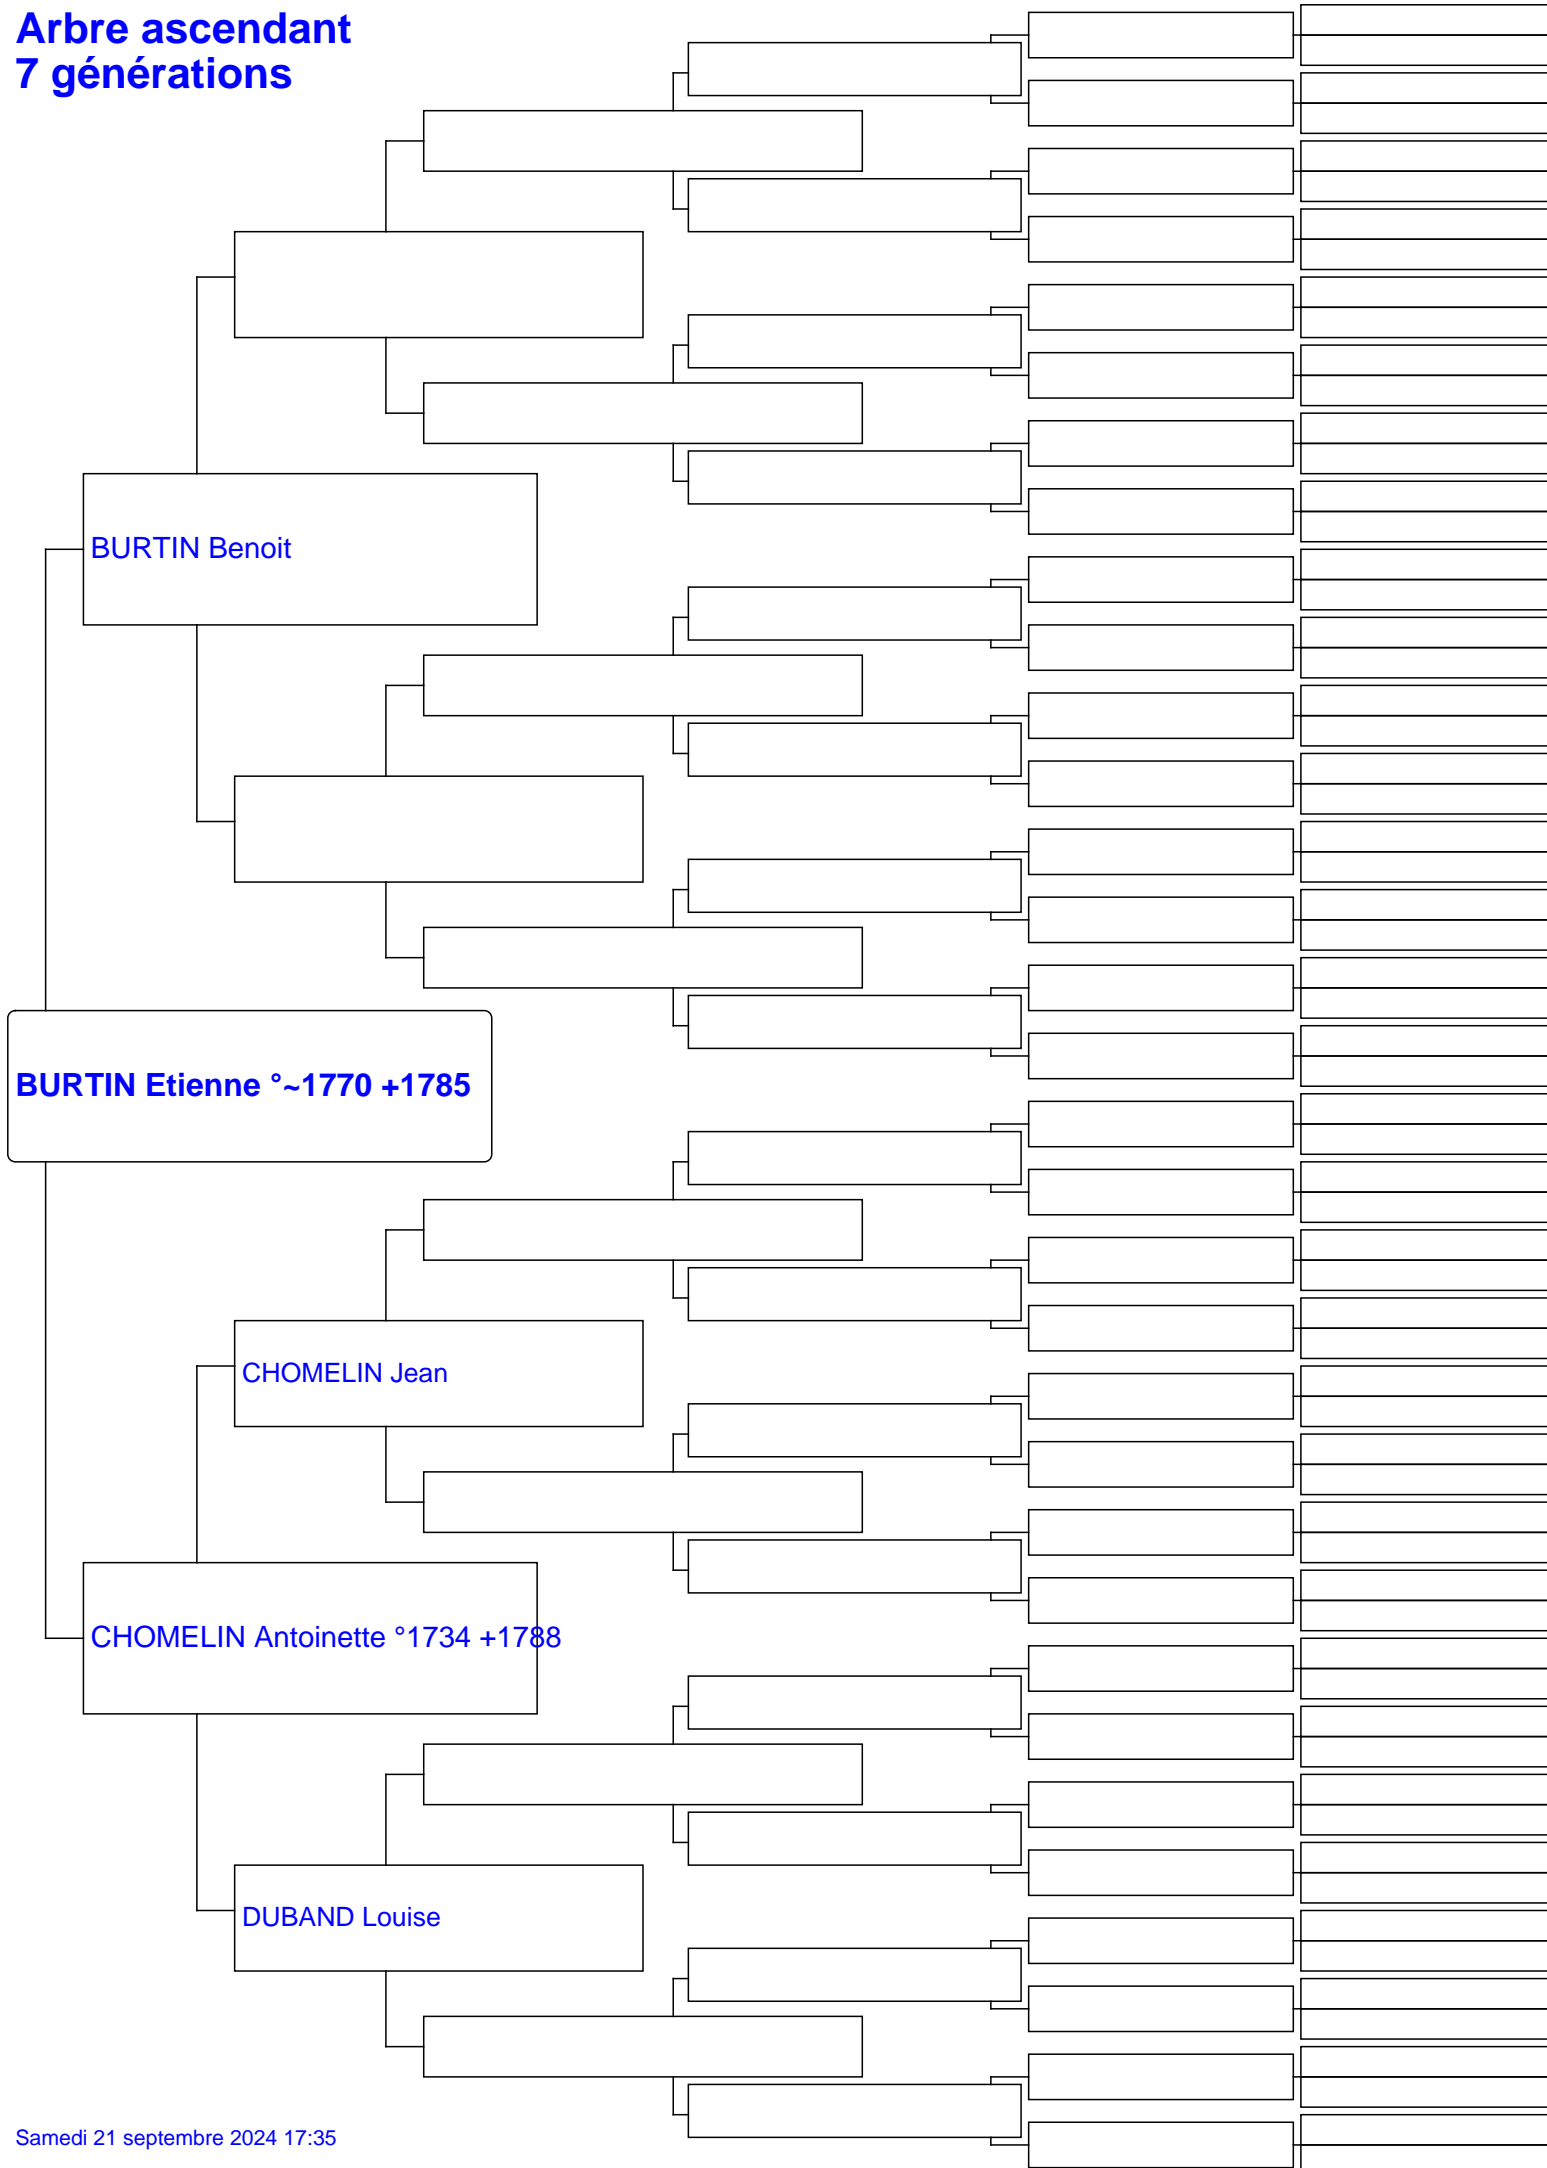 Arbre ascendant
7 générations
BURTIN Benoit
BURTIN Etienne °~1770 +1785
CHOMELIN Jean
CHOMELIN Antoinette °1734 +1788
DUBAND Louise
Samedi 21 septembre 2024 17:35